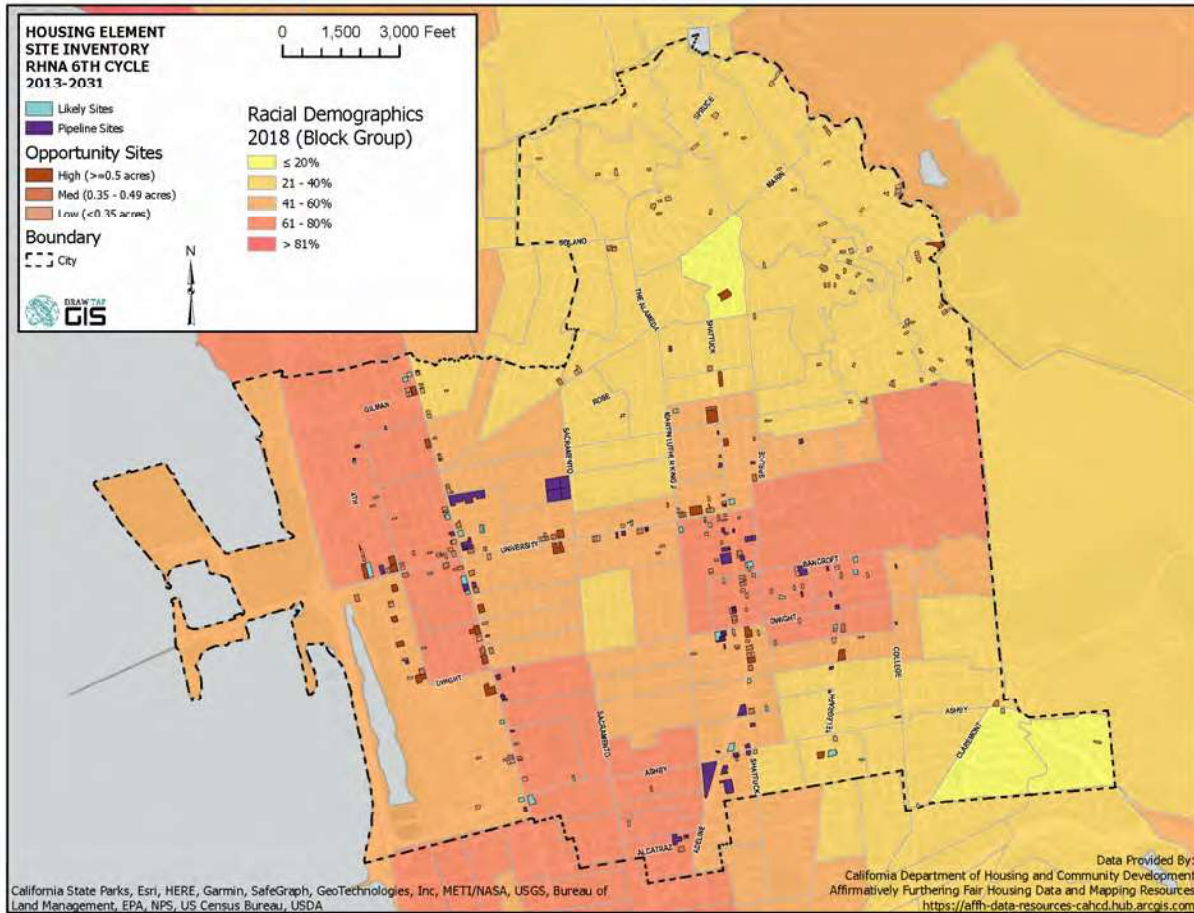 HOUSING ELEMENT
SITE INVENTORY
RHNA 6TH CYCLE
2013-2031
Likely Sites
Pipeline Sites
Opportunity Sites
High (>=0.5 acres)
Med (0.35 - 0.49 acres)
Low (<0.35 acres)
Boundary
City
DRAW TAP
GIS
0 1,500 3,000 Feet
Racial Demographics
2018 (Block Group)
≤ 20%
21 - 40%
41 - 60%
61 - 80%
> 81%
N
SPRUCE
MARIN
SOLANO
THE ALAMEDA
SHATTUCK
GILMAN
ROSE
SACRAMENTO
MARTIN LUTHER KING J
SPRUCE
4TH
UNIVERSITY
BANCROFT
DWIGHT
DWIGHT
COLLEGE
TELEGRAPH
ASHBY
CLAREMONT
SACRAMENTO
ASHBY
SHATTUCK
ADELINE
ALCATRAZ
California State Parks, Esri, HERE, Garmin, SafeGraph, GeoTechnologies, Inc, METI/NASA, USGS, Bureau of
Land Management, EPA, NPS, US Census Bureau, USDA
Data Provided By:
California Department of Housing and Community Development
Affirmatively Furthering Fair Housing Data and Mapping Resources
https://affh-data-resources-cahcd.hub.arcgis.com